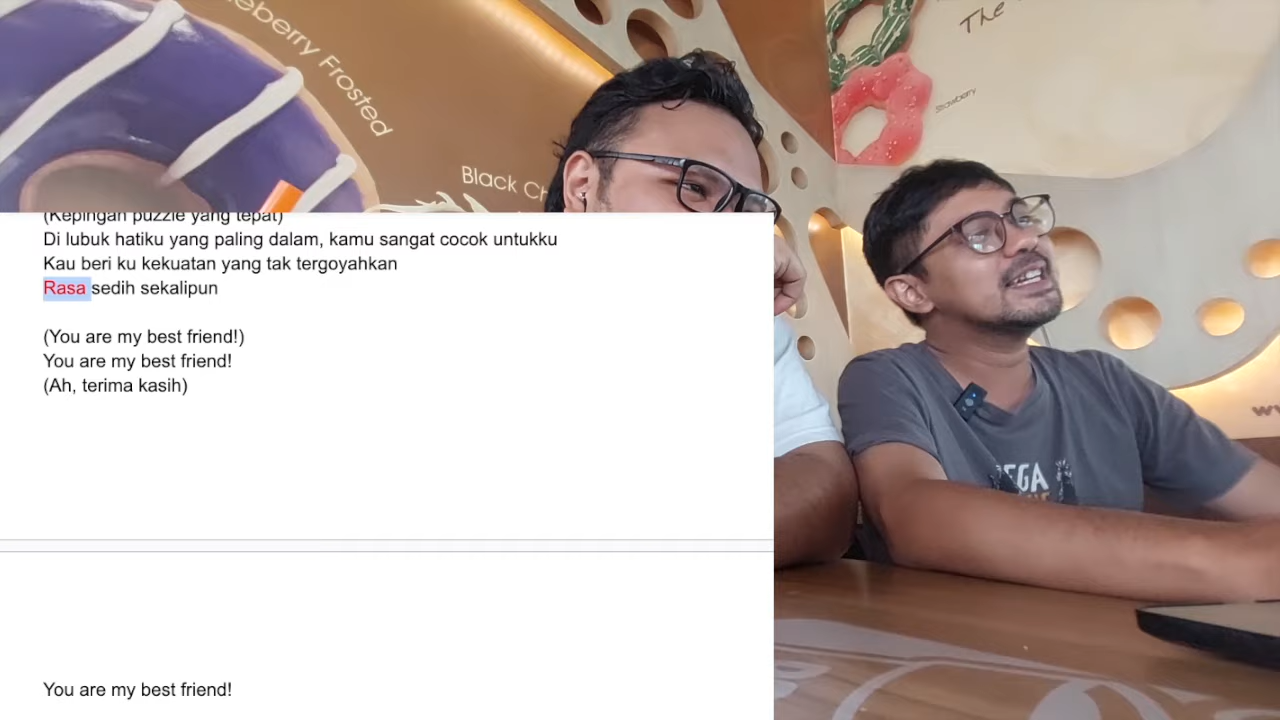 eberry Frosted
Black Ch
The
Strawberry
(Kepingan puzzle yang tepat)
Di lubuk hatiku yang paling dalam, kamu sangat cocok untukku
Kau beri ku kekuatan yang tak tergoyahkan
Rasa sedih sekalipun
(You are my best friend!)
You are my best friend!
(Ah, terima kasih)
You are my best friend!
EGA